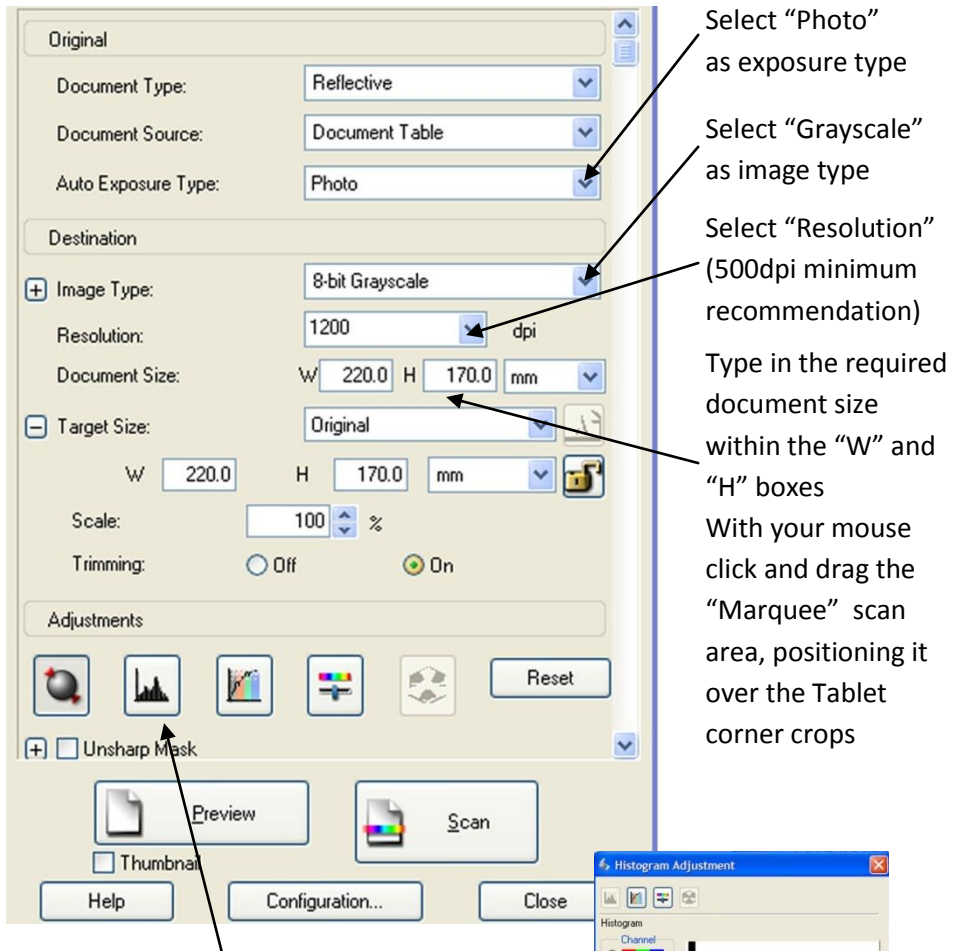 Original
Document Type: Reflective
Document Source: Document Table
Auto Exposure Type: Photo
Destination
Image Type: 8-bit Grayscale
Resolution: 1200 dpi
Document Size: W 220.0 H 170.0 mm
Target Size: Original
W 220.0 H 170.0 mm
Scale: 100 %
Trimming: Off On
Adjustments
Reset
Unsharp Mask
Preview
Scan
Thumbnail
Help Configuration... Close
Select “Photo”
as exposure type
Select “Grayscale”
as image type
Select “Resolution”
(500dpi minimum
recommendation)
Type in the required
document size
within the “W” and
“H” boxes
With your mouse
click and drag the
“Marquee” scan
area, positioning it
over the Tablet
corner crops
Histogram Adjustment
Histogram
Channel